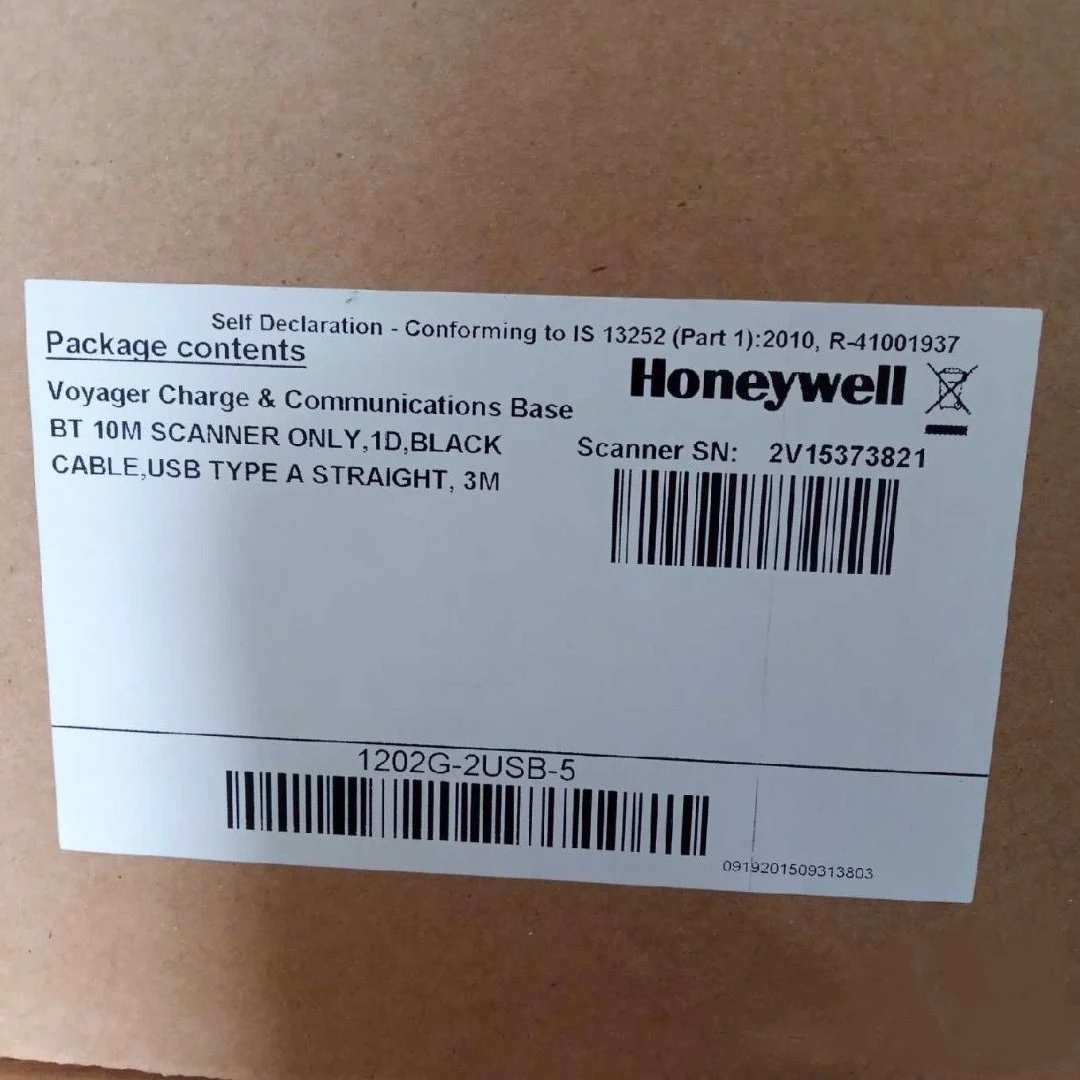 Self Declaration - Conforming to IS 13252 (Part 1):2010, R-41001937
Package contents
Honeywell
Voyager Charge & Communications Base
BT 10M SCANNER ONLY,1D,BLACK
CABLE,USB TYPE A STRAIGHT, 3M
Scanner SN: 2V15373821
1202G-2USB-5
0919201509313803